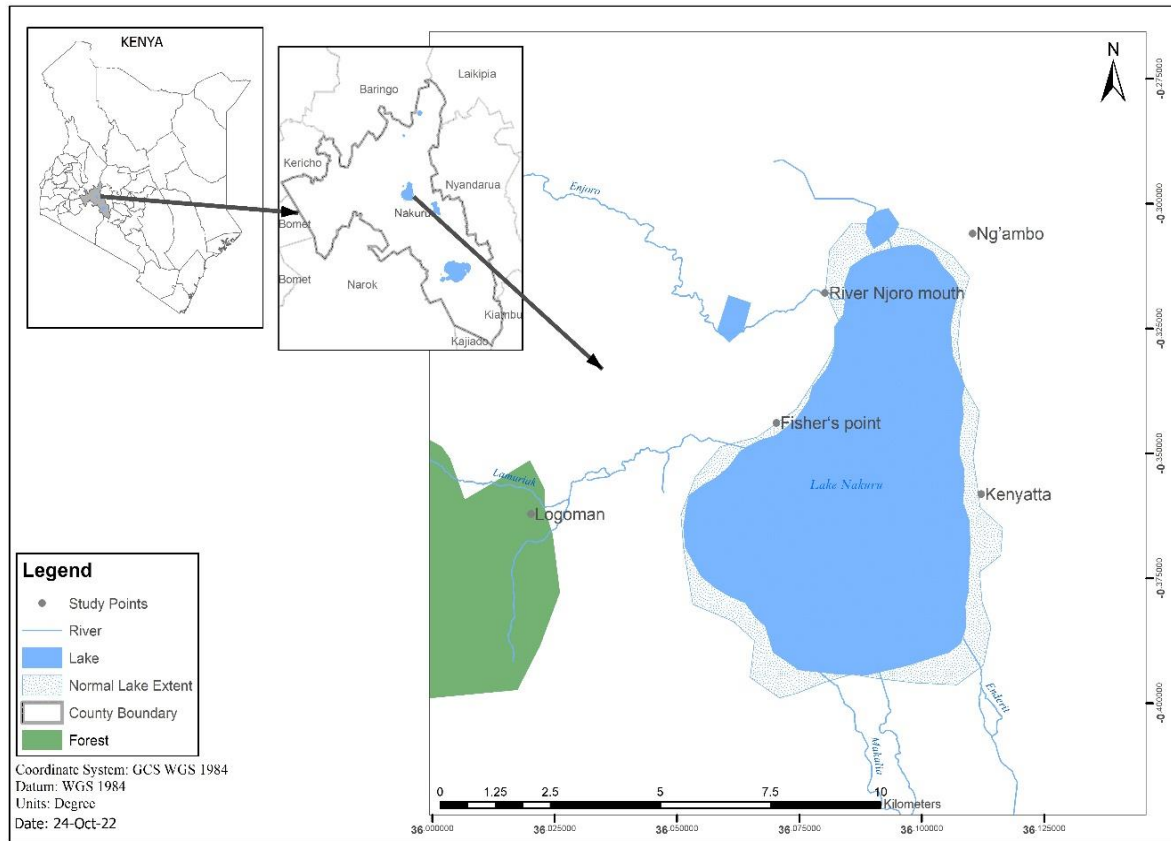 KENYA
Laikipia
Baringo
Kericho
Nyandarua
Nakuru
Bomet
Bomet
Narok
Kiambu
Kajiado
N
Enjoro
Ng'ambo
River Njoro mouth
Fisher's point
Lamuriak
Lake Nakuru
Kenyatta
Logoman
Makalia
Enderit
Legend
Study Points
River
Lake
Normal Lake Extent
County Boundary
Forest
Coordinate System: GCS WGS 1984
Datum: WGS 1984
Units: Degree
Date: 24-Oct-22
0 1.25 2.5 5 7.5 10
Kilometers
36.000000 36.025000 36.050000 36.075000 36.100000 36.125000
-0.275000
-0.300000
-0.325000
-0.350000
-0.375000
-0.400000